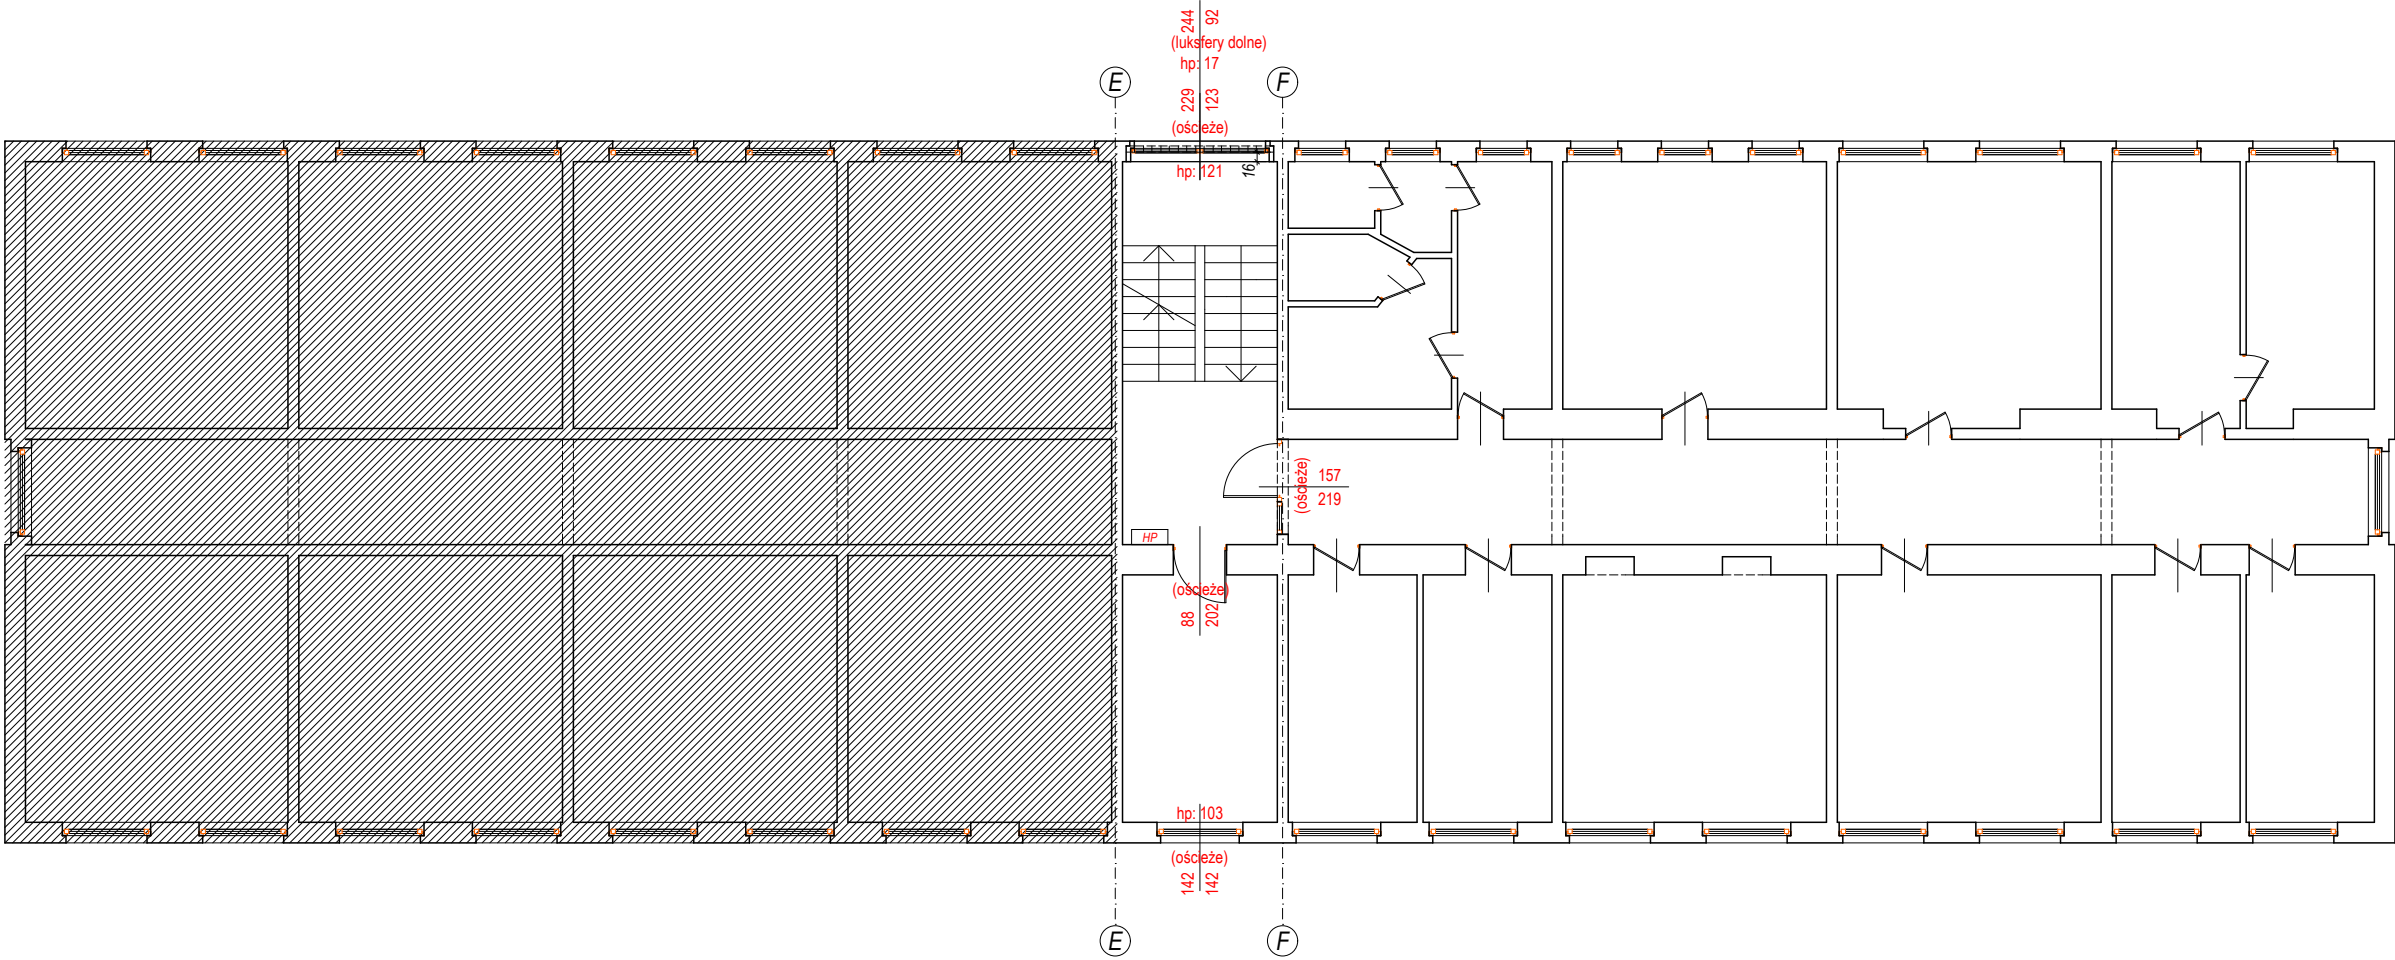 244
92
(luksfery dolne)
hp: 17
E
F
229
123
(ościeże)
hp: 121
16
(ościeże)
157
219
HP
(ościeże)
88
202
hp: 103
(ościeże)
142
142
E
F